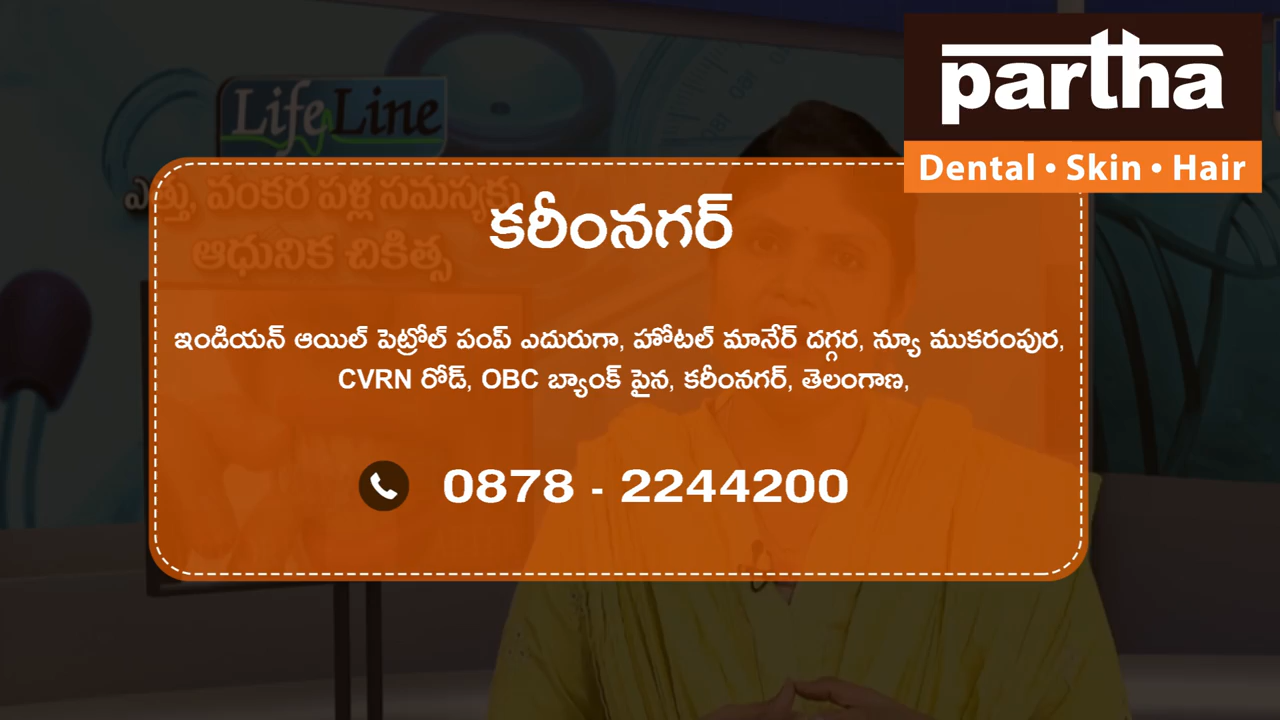 partha
Dental • Skin • Hair
LifeLine
ఎత్తు, వంకర పళ్ల సమస్యకు
ఆధునిక చికిత్స
కరీంనగర్
ఇండియన్ ఆయిల్ పెట్రోల్ పంప్ ఎదురుగా, హోటల్ మానేర్ దగ్గర, న్యూ ముకరంపుర,
CVRN రోడ్, OBC బ్యాంక్ పైన, కరీంనగర్, తెలంగాణ,
0878 - 2244200